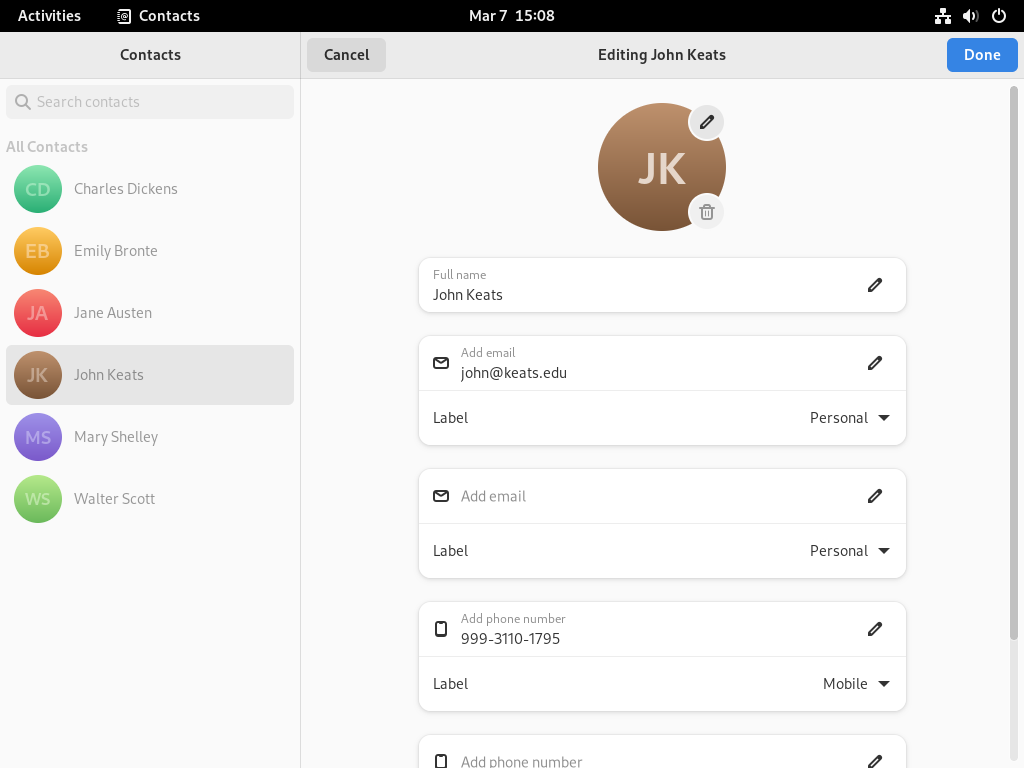 Activities
Contacts
Mar 7 15:08
Contacts
Cancel
Editing John Keats
Done
Search contacts
All Contacts
CD
Charles Dickens
EB
Emily Bronte
JA
Jane Austen
JK
John Keats
MS
Mary Shelley
WS
Walter Scott
JK
Full name
John Keats
Add email
john@keats.edu
Label
Personal
Add email
Label
Personal
Add phone number
999-3110-1795
Label
Mobile
Add phone number